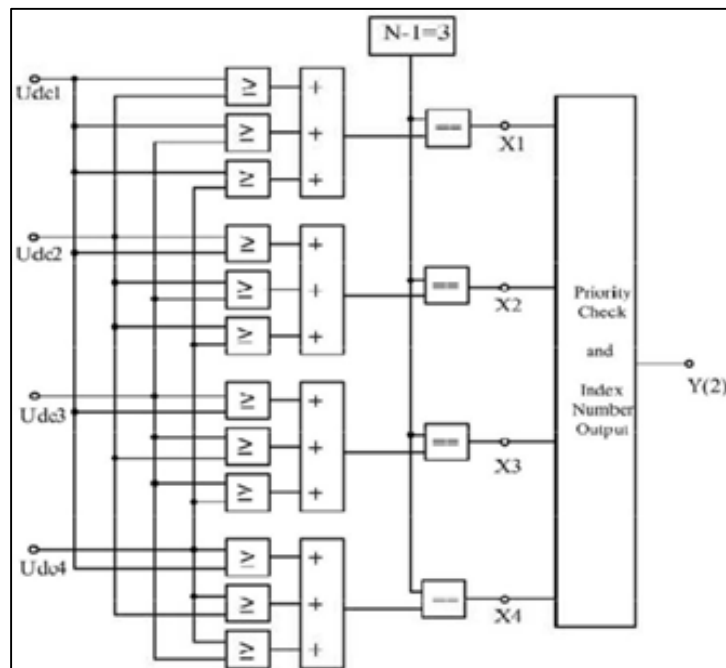 N-1=3
Udc1
≥
+
≥
+
≥
+
==
X1
Udc2
≥
+
≥
+
≥
+
==
X2
Priority
Check
and
Index
Number
Output
Y(2)
Udc3
≥
+
≥
+
≥
+
==
X3
Udc4
≥
+
≥
+
≥
+
==
X4